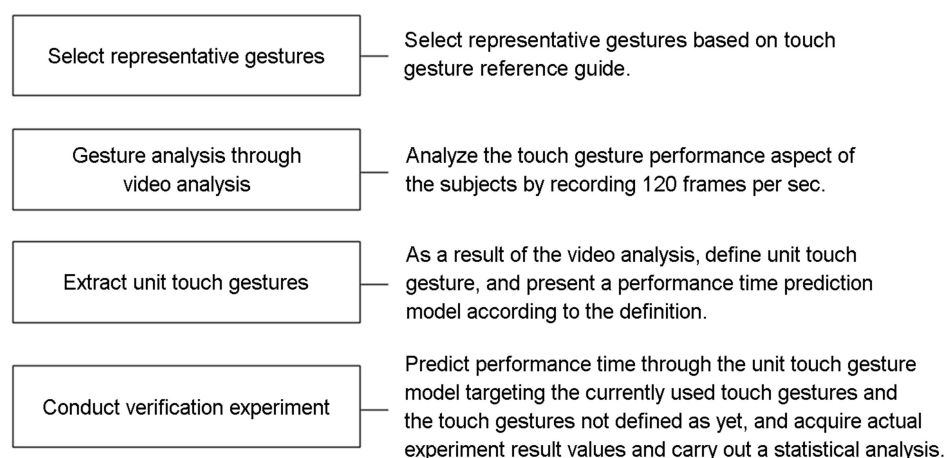 Select representative gestures
Select representative gestures based on touch
gesture reference guide.
Gesture analysis through
video analysis
Analyze the touch gesture performance aspect of
the subjects by recording 120 frames per sec.
Extract unit touch gestures
As a result of the video analysis, define unit touch
gesture, and present a performance time prediction
model according to the definition.
Conduct verification experiment
Predict performance time through the unit touch gesture
model targeting the currently used touch gestures and
the touch gestures not defined as yet, and acquire actual
experiment result values and carry out a statistical analysis.